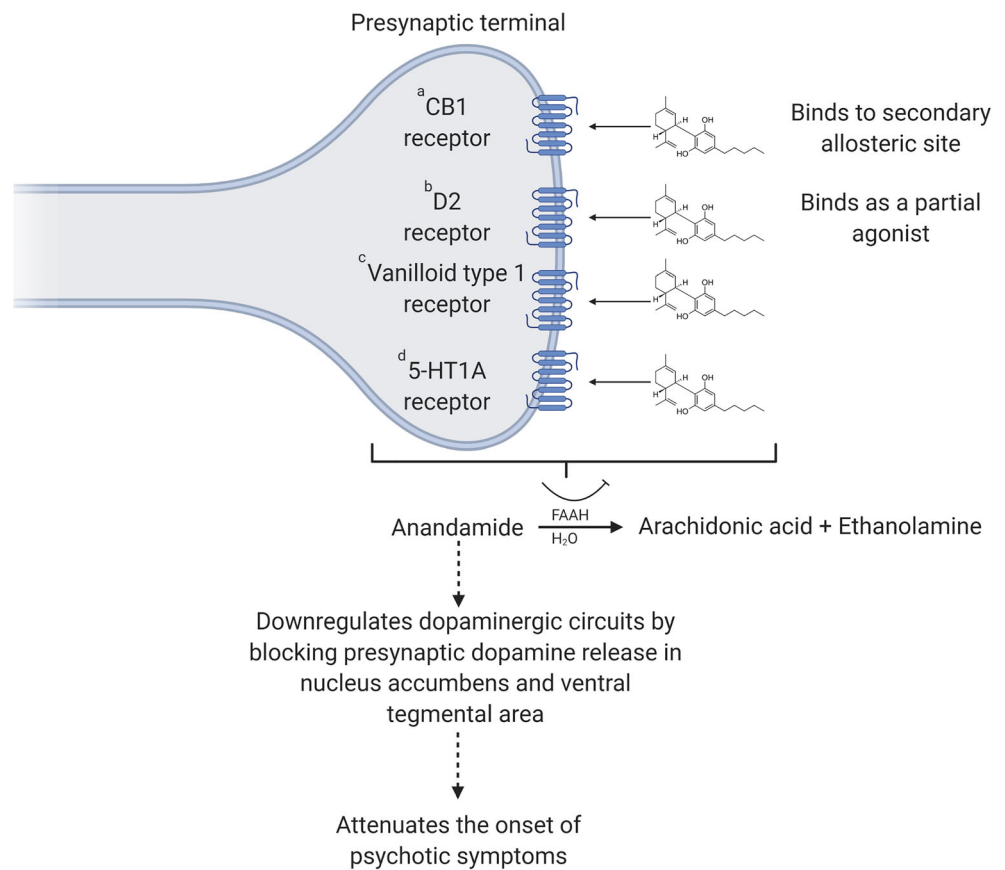 Presynaptic terminal
aCB1
receptor
Binds to secondary
allosteric site
H
OH
H
HO
bD2
receptor
Binds as a partial
agonist
H
OH
H
HO
cVanilloid type 1
receptor
H
OH
H
HO
d5-HT1A
receptor
H
OH
H
HO
Anandamide
FAAH
H₂O
Arachidonic acid + Ethanolamine
Downregulates dopaminergic circuits by
blocking presynaptic dopamine release in
nucleus accumbens and ventral
tegmental area
Attenuates the onset of
psychotic symptoms